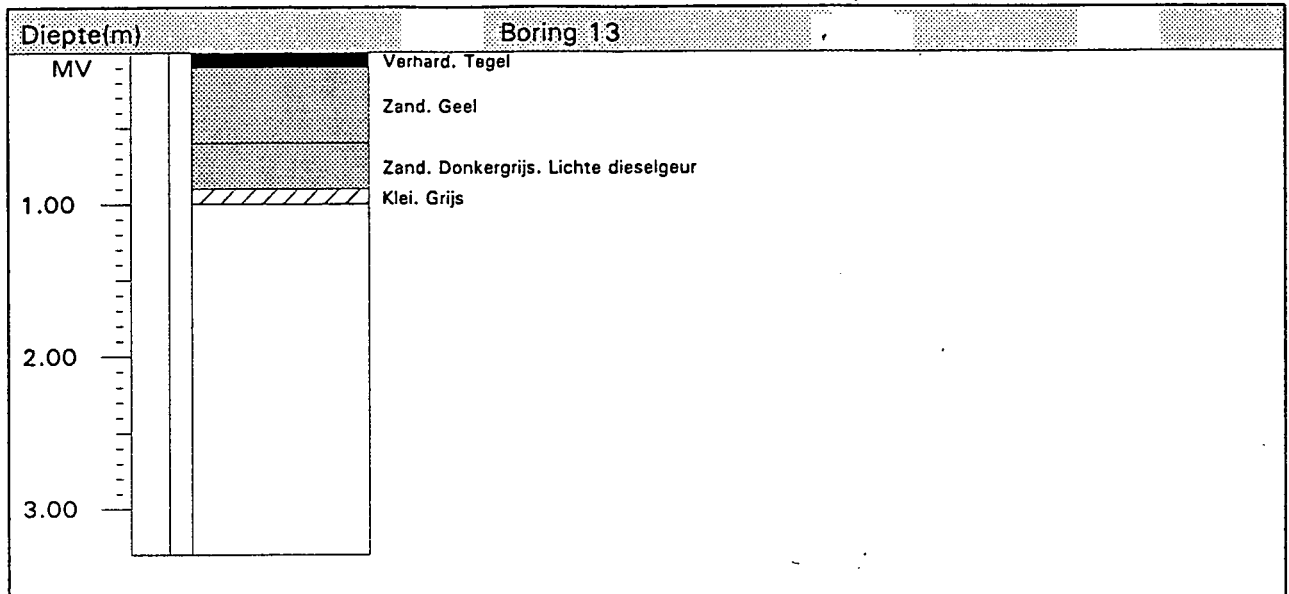 Diepte(m) Boring 13
MV Verhard. Tegel
Zand. Geel
Zand. Donkergrijs. Lichte dieselgeur
1.00 Klei. Grijs
2.00
3.00